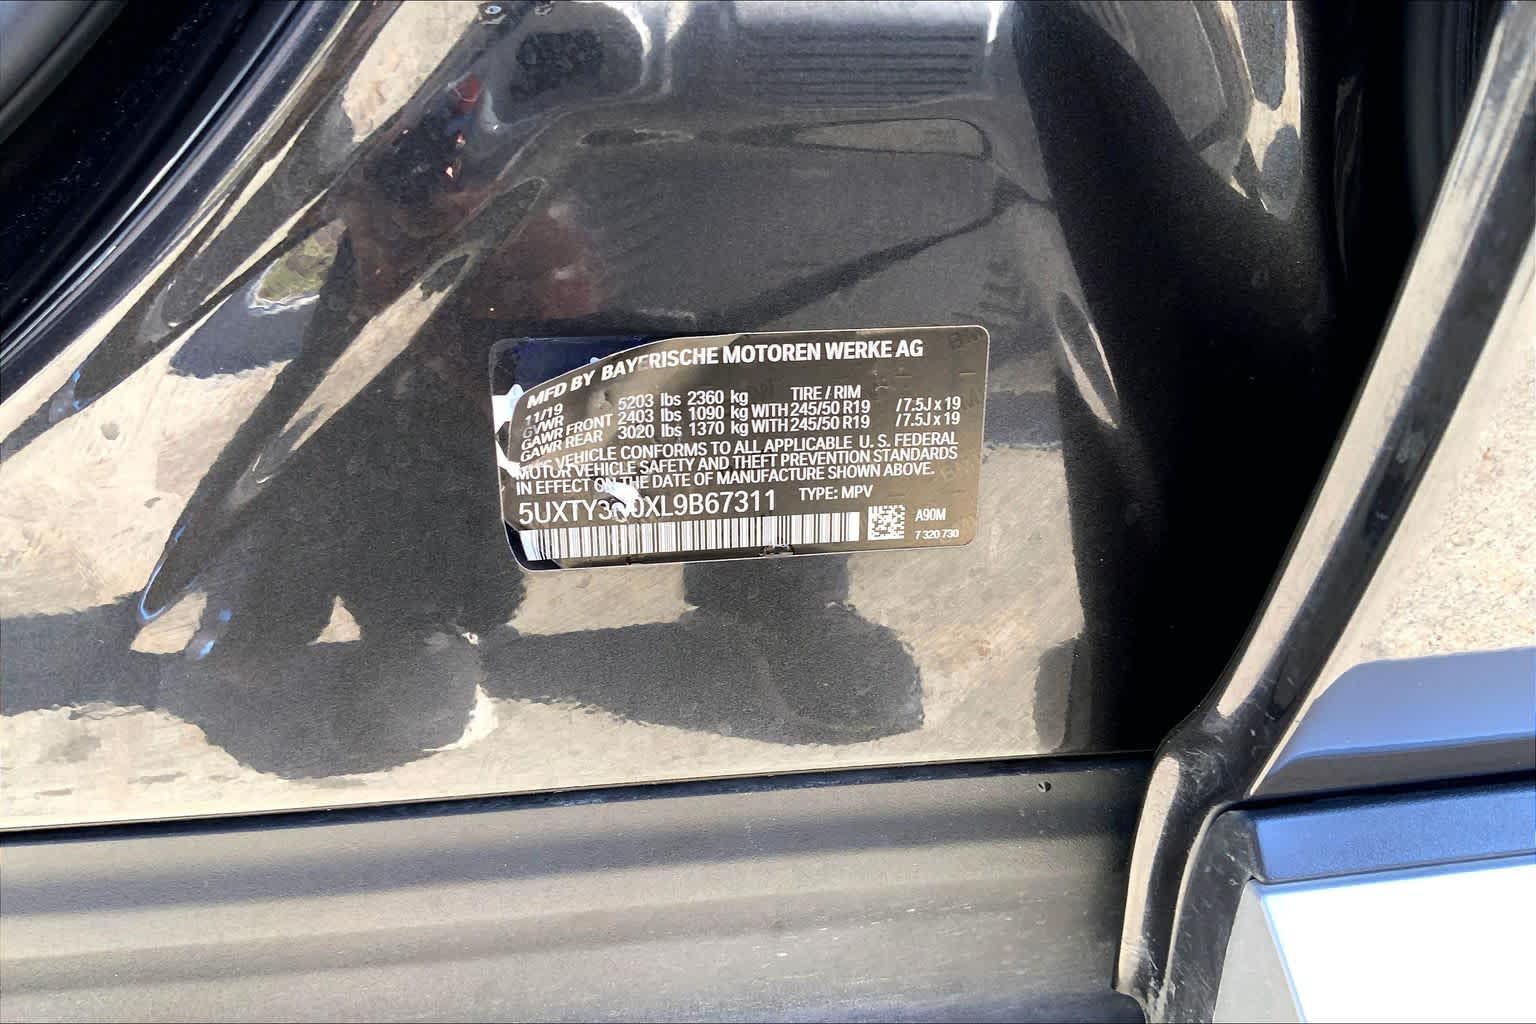 MFD BY BAYERISCHE MOTOREN WERKE AG
11/19
GVWR 5203 lbs 2360 kg TIRE / RIM
GAWR FRONT 2403 lbs 1090 kg WITH 245/50 R19 /7.5J x 19
GAWR REAR 3020 lbs 1370 kg WITH 245/50 R19 /7.5J x 19
THIS VEHICLE CONFORMS TO ALL APPLICABLE U.S. FEDERAL
MOTOR VEHICLE SAFETY AND THEFT PREVENTION STANDARDS
IN EFFECT ON THE DATE OF MANUFACTURE SHOWN ABOVE.
TYPE: MPV
A90M
7 320 730